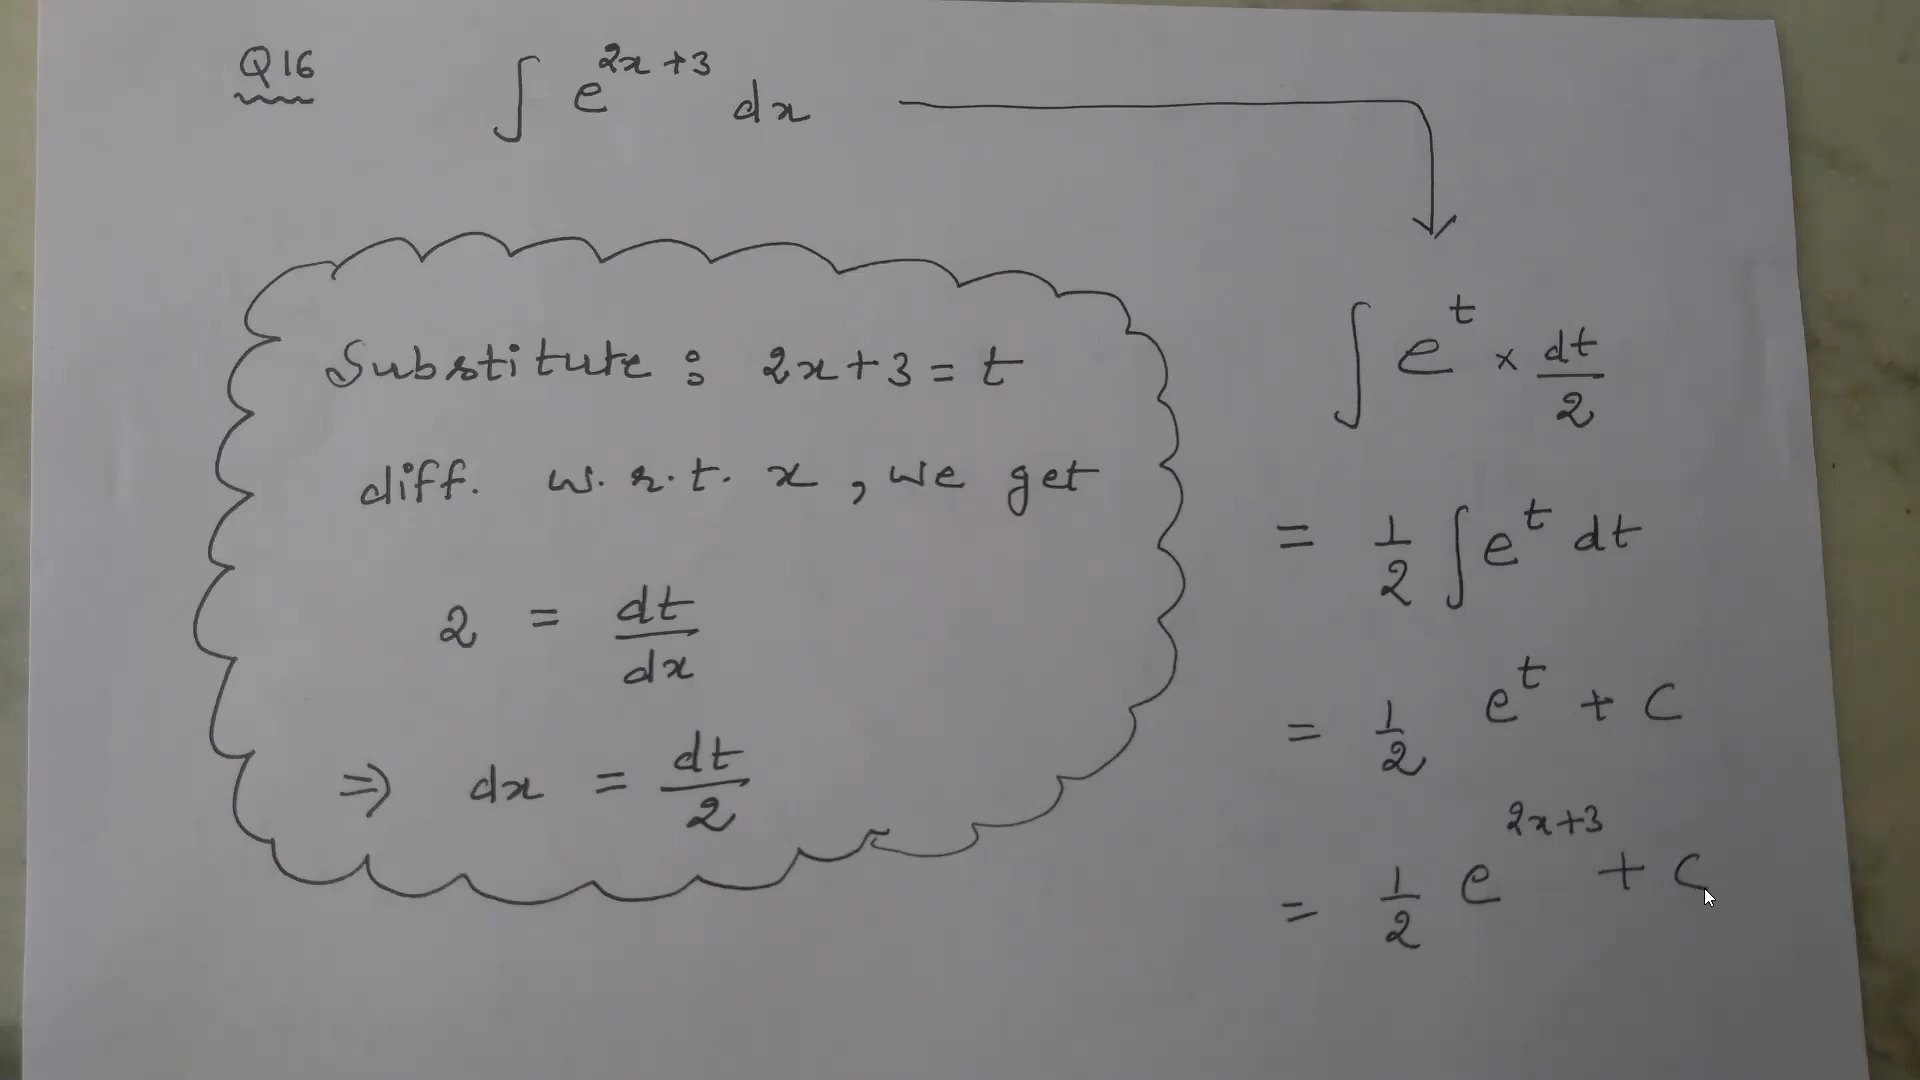 Q16 ∫ e^{2x+3} dx
Substitute : 2x+3 = t
diff. w.r.t. x, we get
2 = dt/dx
⇒ dx = dt/2
∫ e^t × dt/2
= 1/2 ∫ e^t dt
= 1/2 e^t + C
= 1/2 e^{2x+3} + C